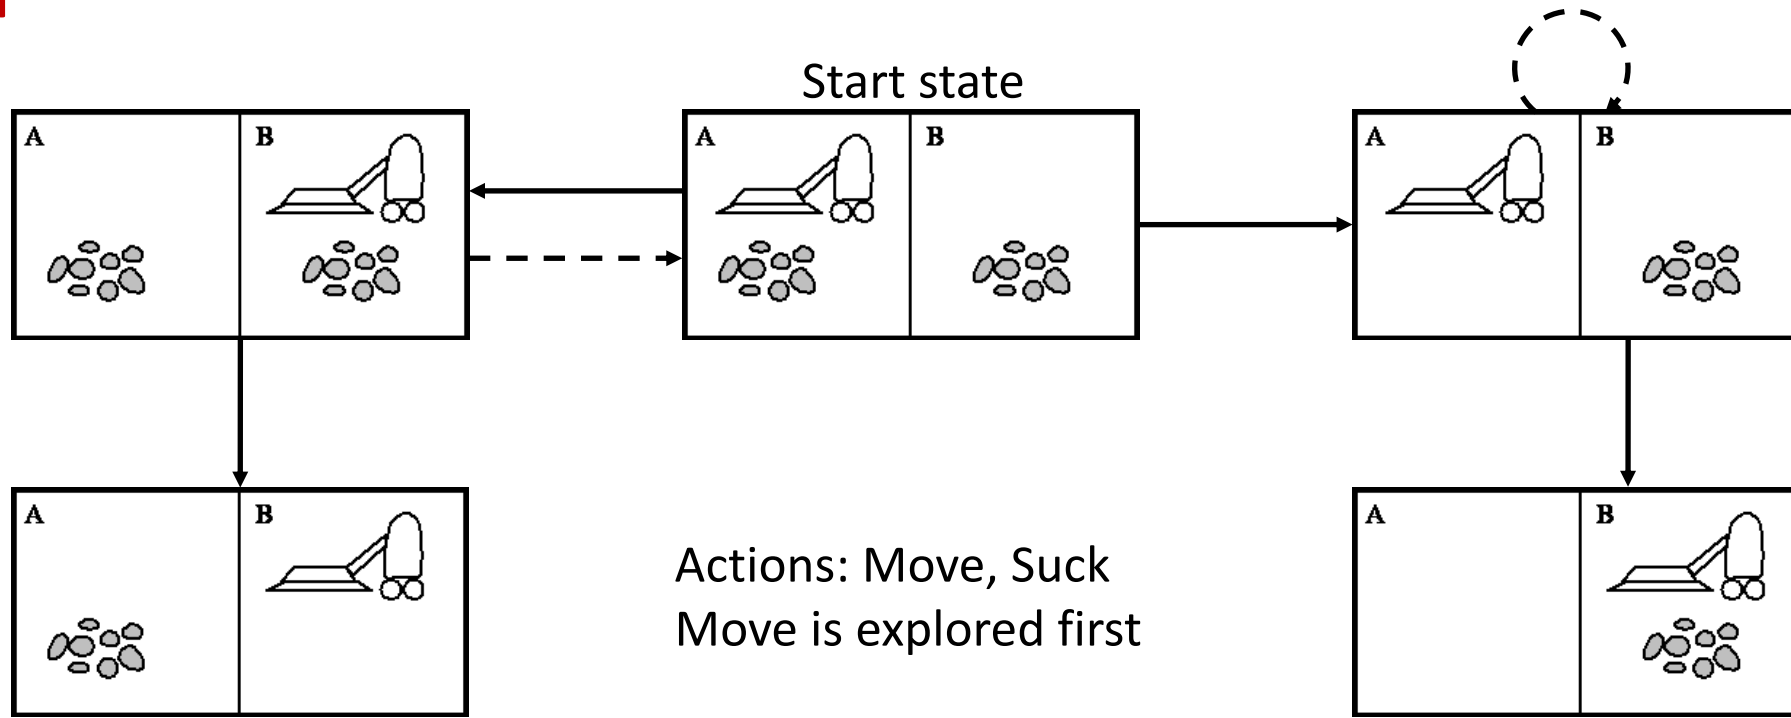 Start state
A B
A B
A B
A B
A B
Actions: Move, Suck
Move is explored first